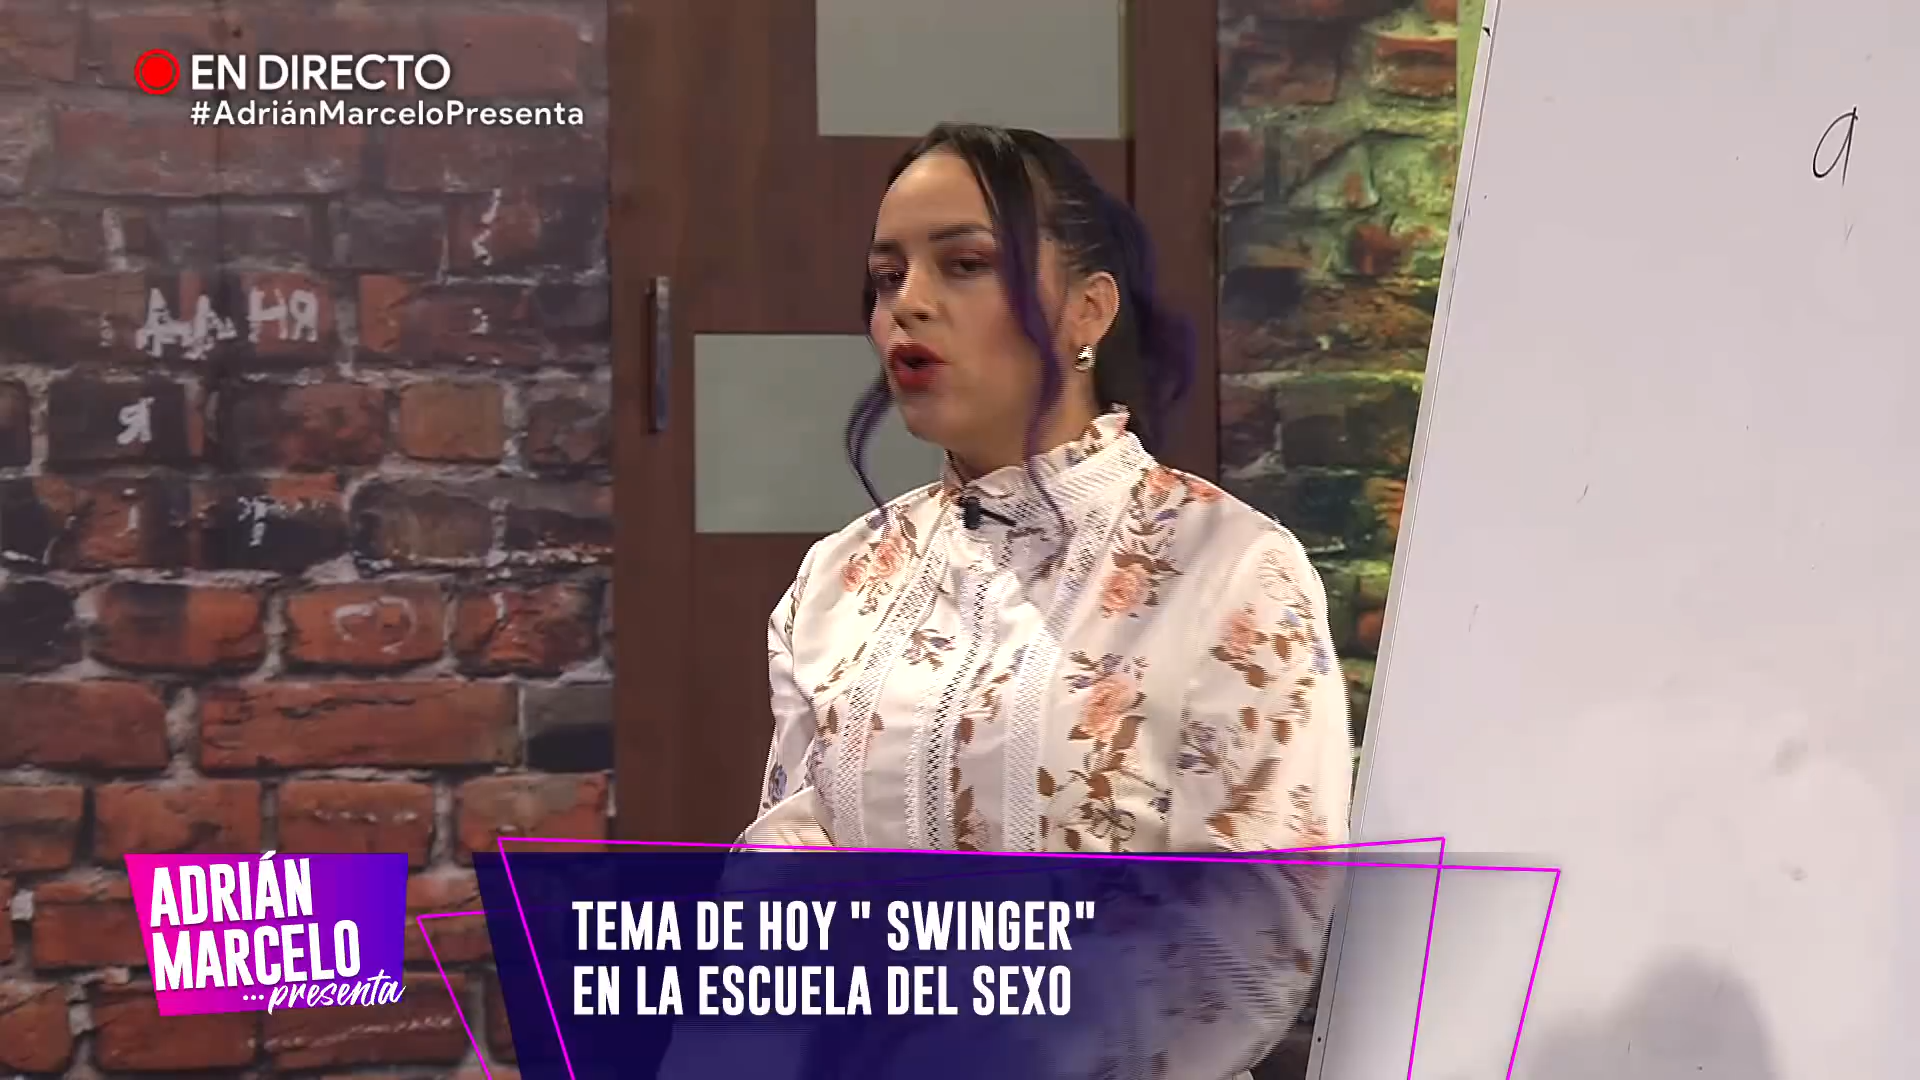 EN DIRECTO
#AdriánMarceloPresenta
a
ADRIÁN
MARCELO
...presenta
TEMA DE HOY " SWINGER"
EN LA ESCUELA DEL SEXO